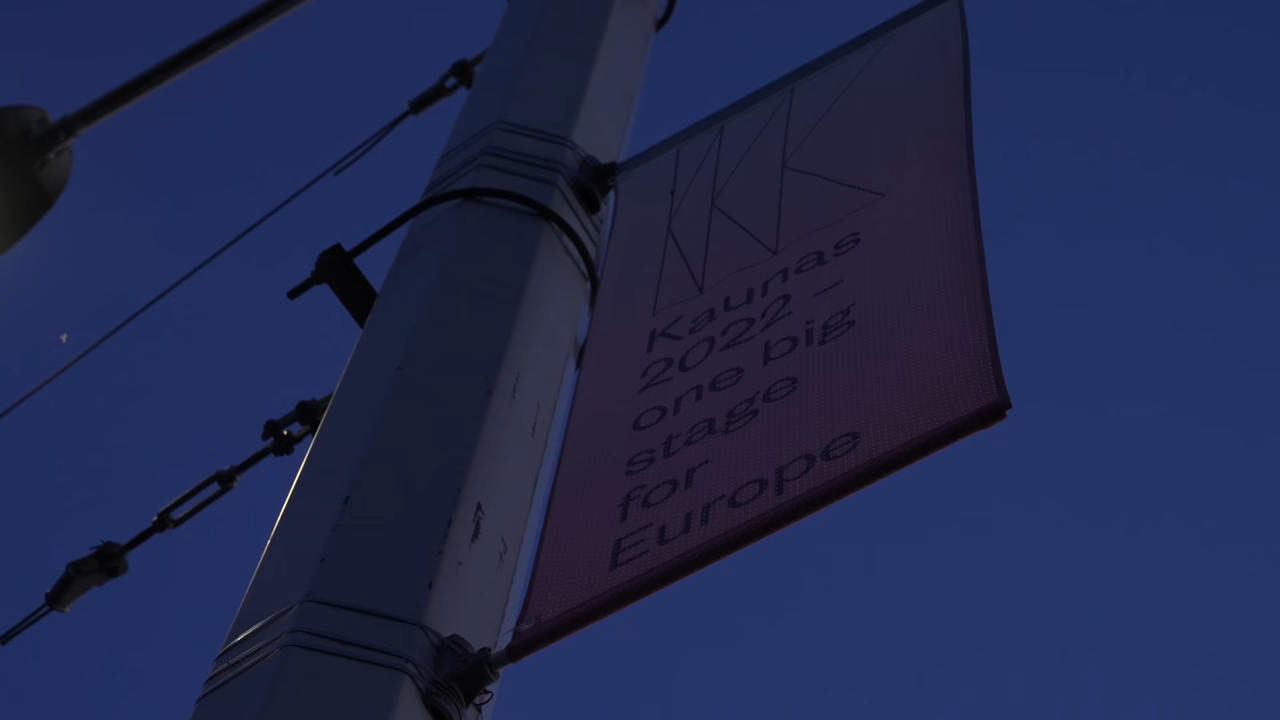 Kaunas
2022 –
one big
stage
for
Europe